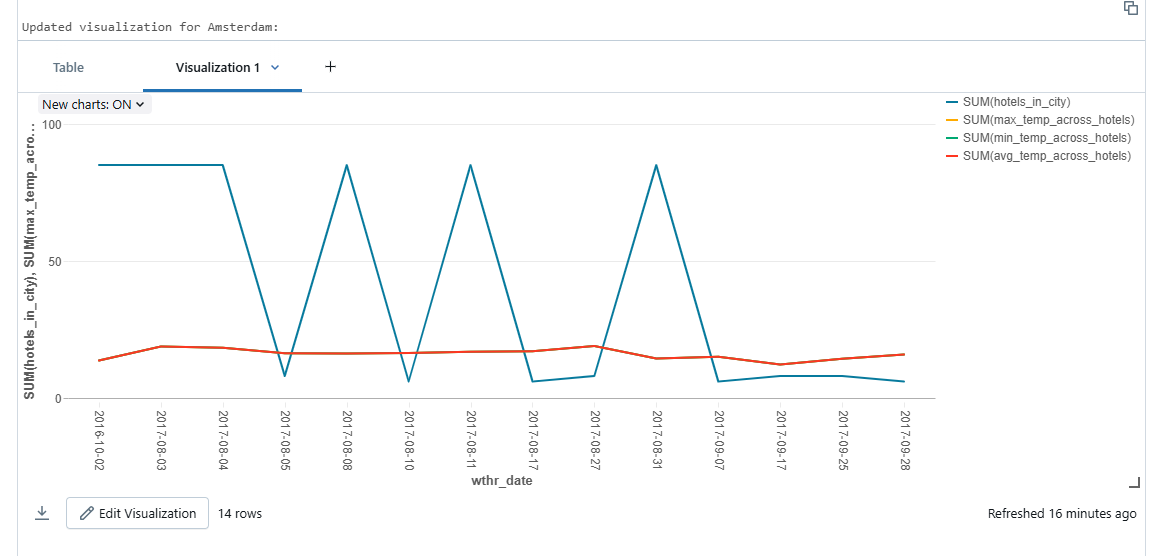 Updated visualization for Amsterdam:
Table
Visualization 1
+
New charts: ON
SUM(hotels_in_city)
SUM(max_temp_across_hotels)
SUM(min_temp_across_hotels)
SUM(avg_temp_across_hotels)
SUM(hotels_in_city), SUM(max_temp_acro...
100
50
0
2016-10-02
2017-08-03
2017-08-04
2017-08-05
2017-08-08
2017-08-10
2017-08-11
2017-08-17
2017-08-27
2017-08-31
2017-09-07
2017-09-17
2017-09-25
2017-09-28
wthr_date
Edit Visualization
14 rows
Refreshed 16 minutes ago